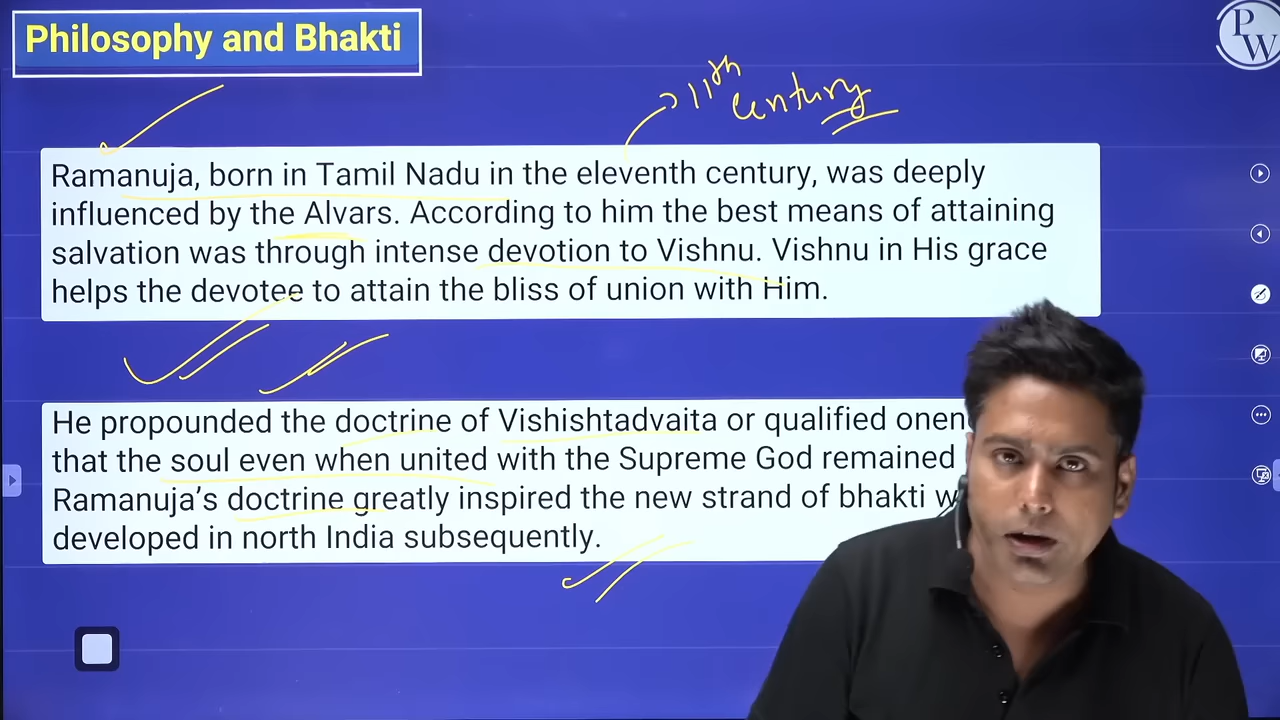 Philosophy and Bhakti
PW
11th
century
Ramanuja, born in Tamil Nadu in the eleventh century, was deeply
influenced by the Alvars. According to him the best means of attaining
salvation was through intense devotion to Vishnu. Vishnu in His grace
helps the devotee to attain the bliss of union with Him.
He propounded the doctrine of Vishishtadvaita or qualified
that the soul even when united with the Supreme God remained
Ramanuja's doctrine greatly inspired the new strand of bhakti
developed in north India subsequently.